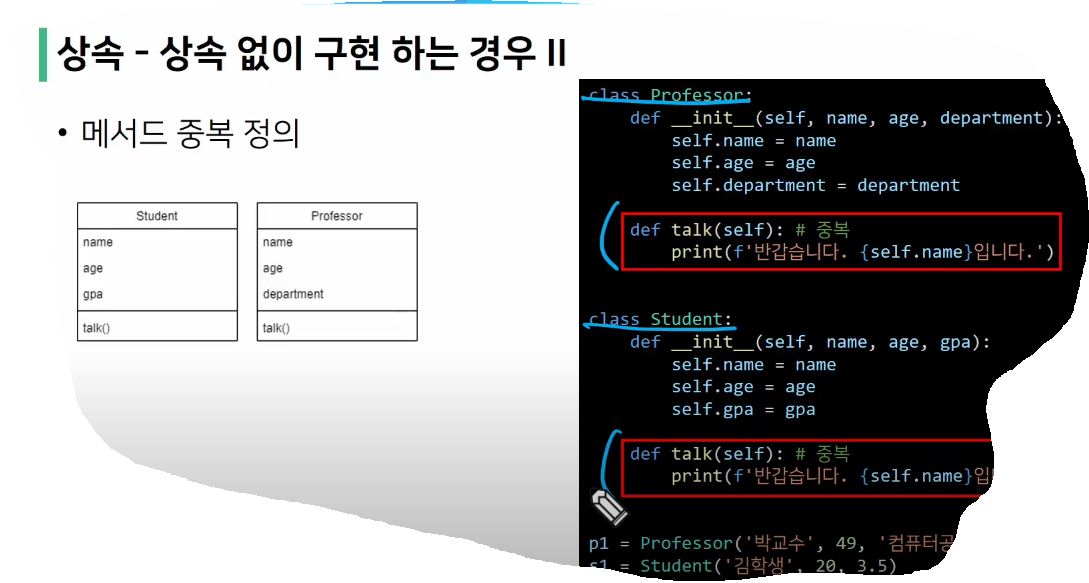 상속 - 상속 없이 구현 하는 경우 II
• 메서드 중복 정의
Student
name
age
gpa
talk()
Professor
name
age
department
talk()
class Professor:
def __init__(self, name, age, department):
self.name = name
self.age = age
self.department = department
def talk(self): # 중복
print(f'반갑습니다. {self.name}입니다.')
class Student:
def __init__(self, name, age, gpa):
self.name = name
self.age = age
self.gpa = gpa
def talk(self): # 중복
print(f'반갑습니다. {self.name}입
p1 = Professor('박교수', 49, '컴퓨터공
s1 = Student('김학생', 20, 3.5)